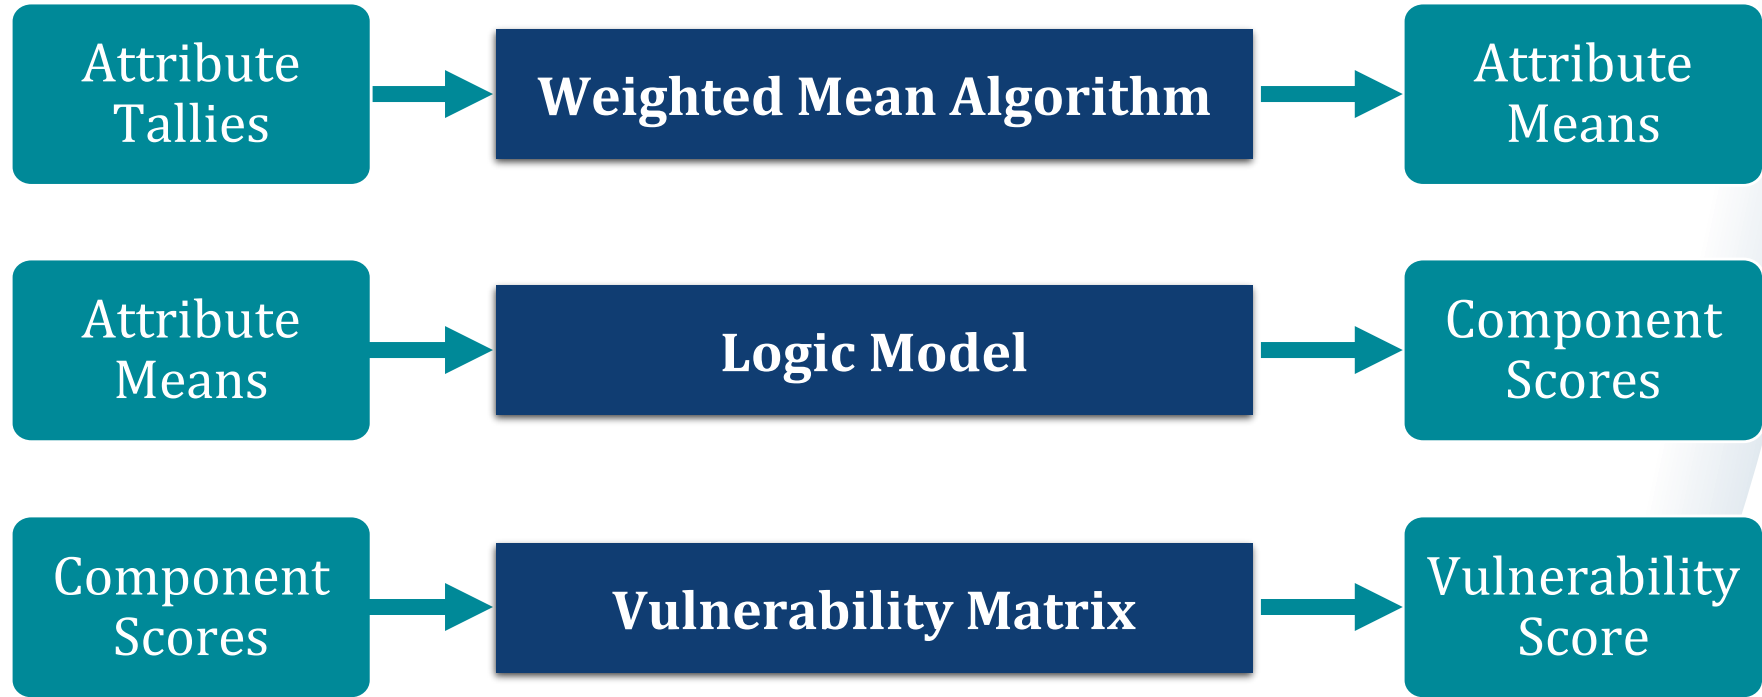 Attribute
Tallies
Weighted Mean Algorithm
Attribute
Means
Attribute
Means
Logic Model
Component
Scores
Component
Scores
Vulnerability Matrix
Vulnerability
Score